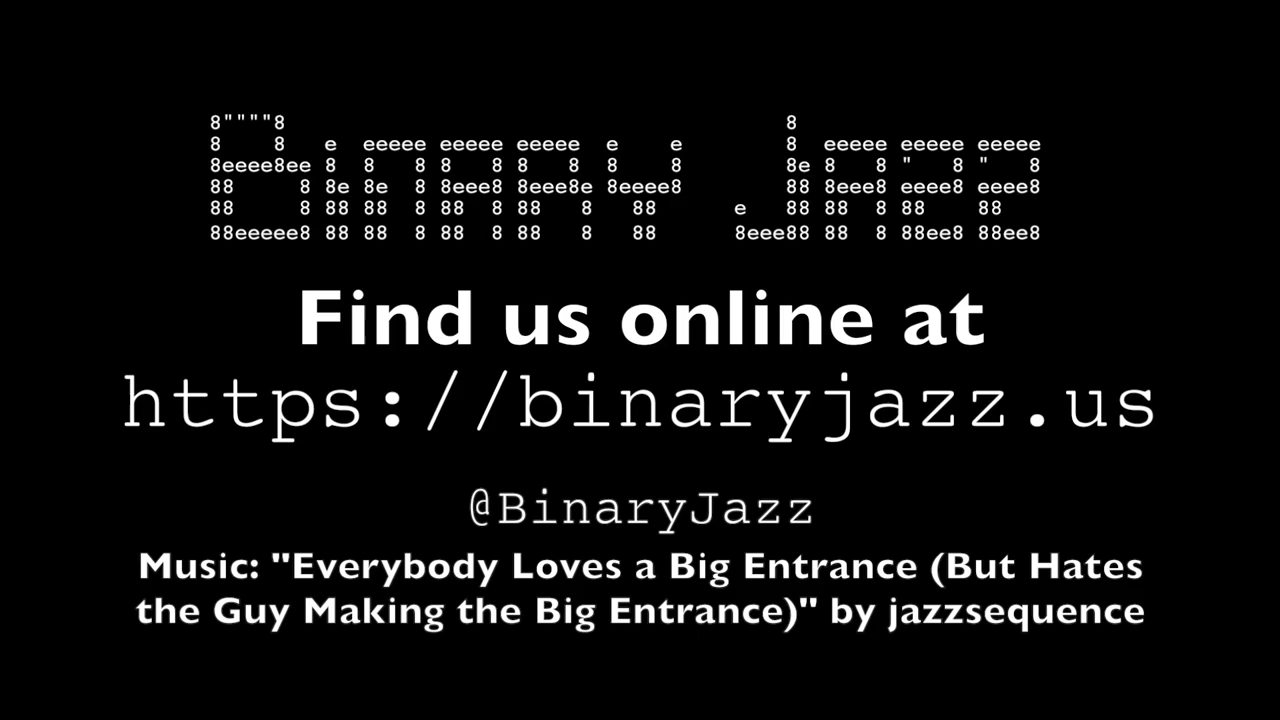 Binary Jazz
Find us online at
https://binaryjazz.us
@BinaryJazz
Music: "Everybody Loves a Big Entrance (But Hates
the Guy Making the Big Entrance)" by jazzsequence